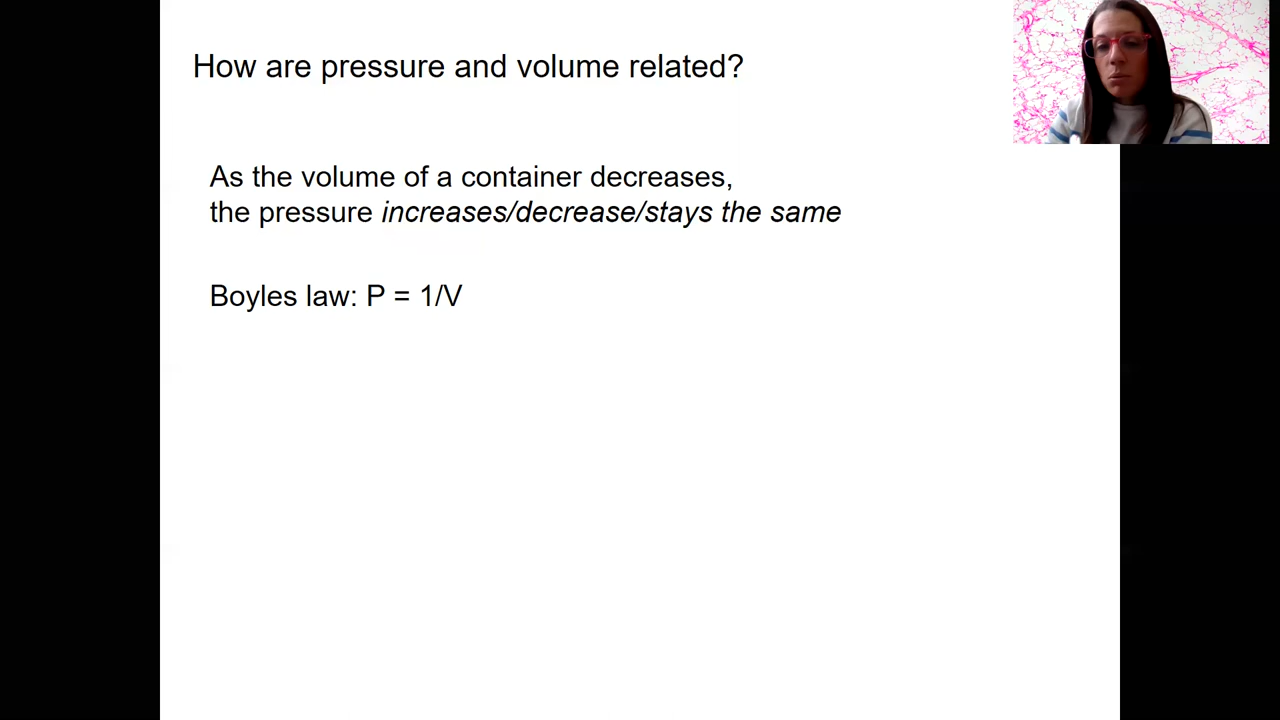 How are pressure and volume related?
As the volume of a container decreases,
the pressure increases/decrease/stays the same
Boyles law: P = 1/V